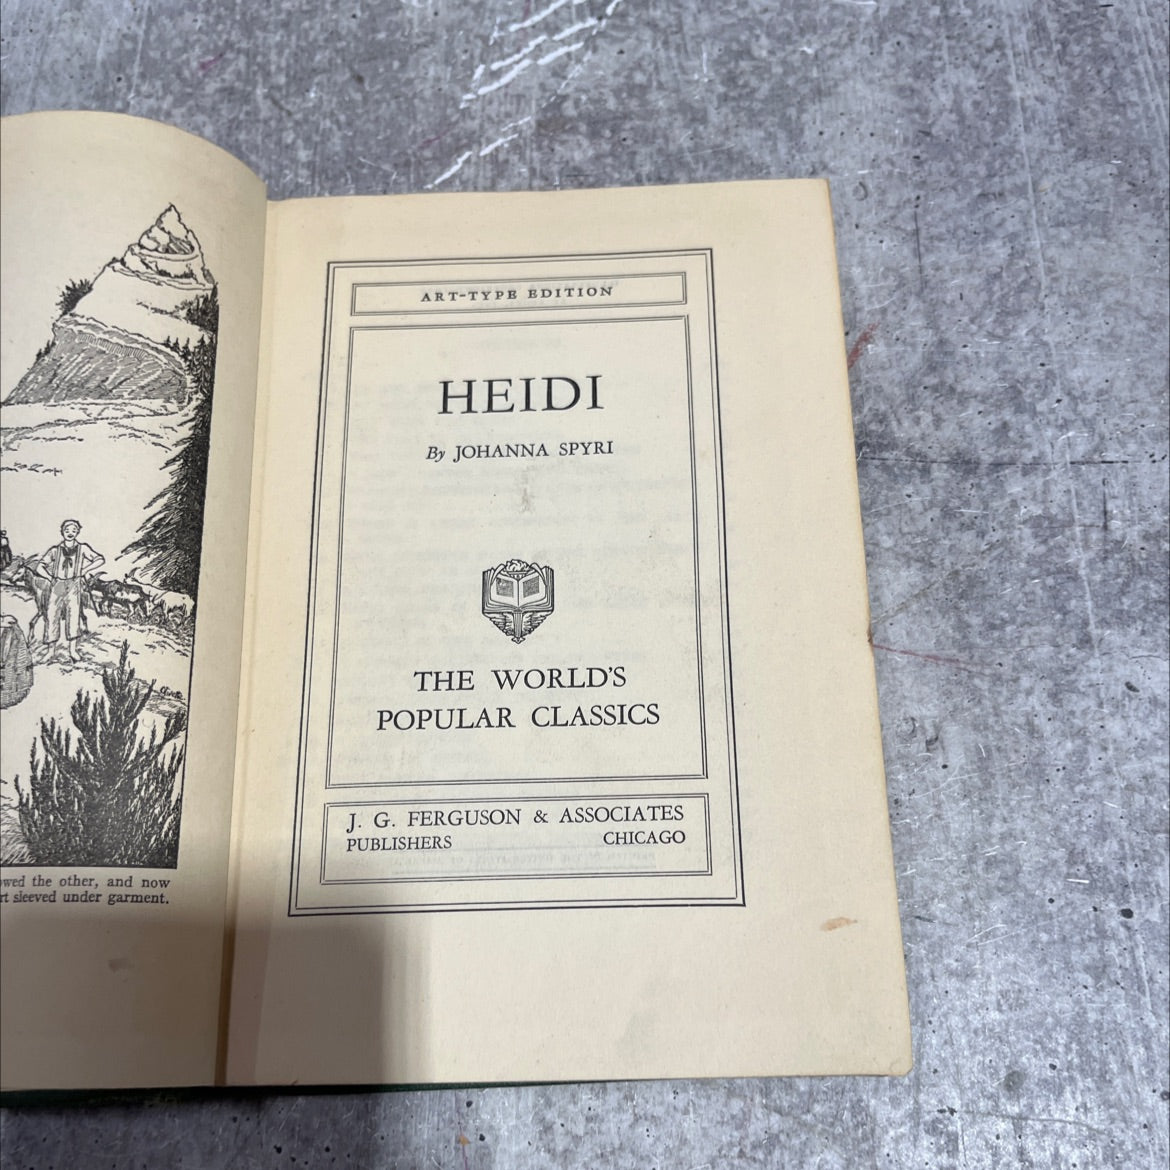 owed the other, and now
rt sleeved under garment.
ART-TYPE EDITION
HEIDI
By JOHANNA SPYRI
THE WORLD'S
POPULAR CLASSICS
J. G. FERGUSON & ASSOCIATES
PUBLISHERS CHICAGO